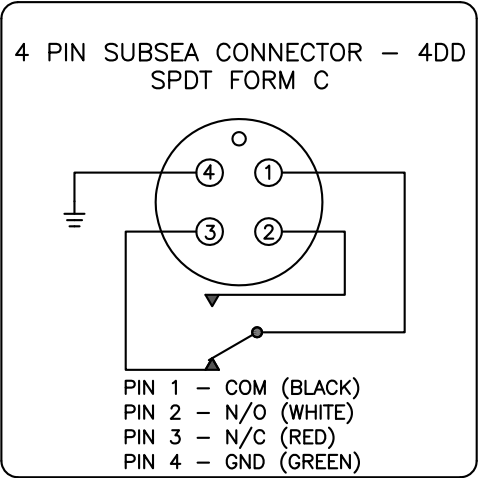 4 PIN SUBSEA CONNECTOR – 4DD
SPDT FORM C
4 1
3 2
PIN 1 – COM (BLACK)
PIN 2 – N/O (WHITE)
PIN 3 – N/C (RED)
PIN 4 – GND (GREEN)